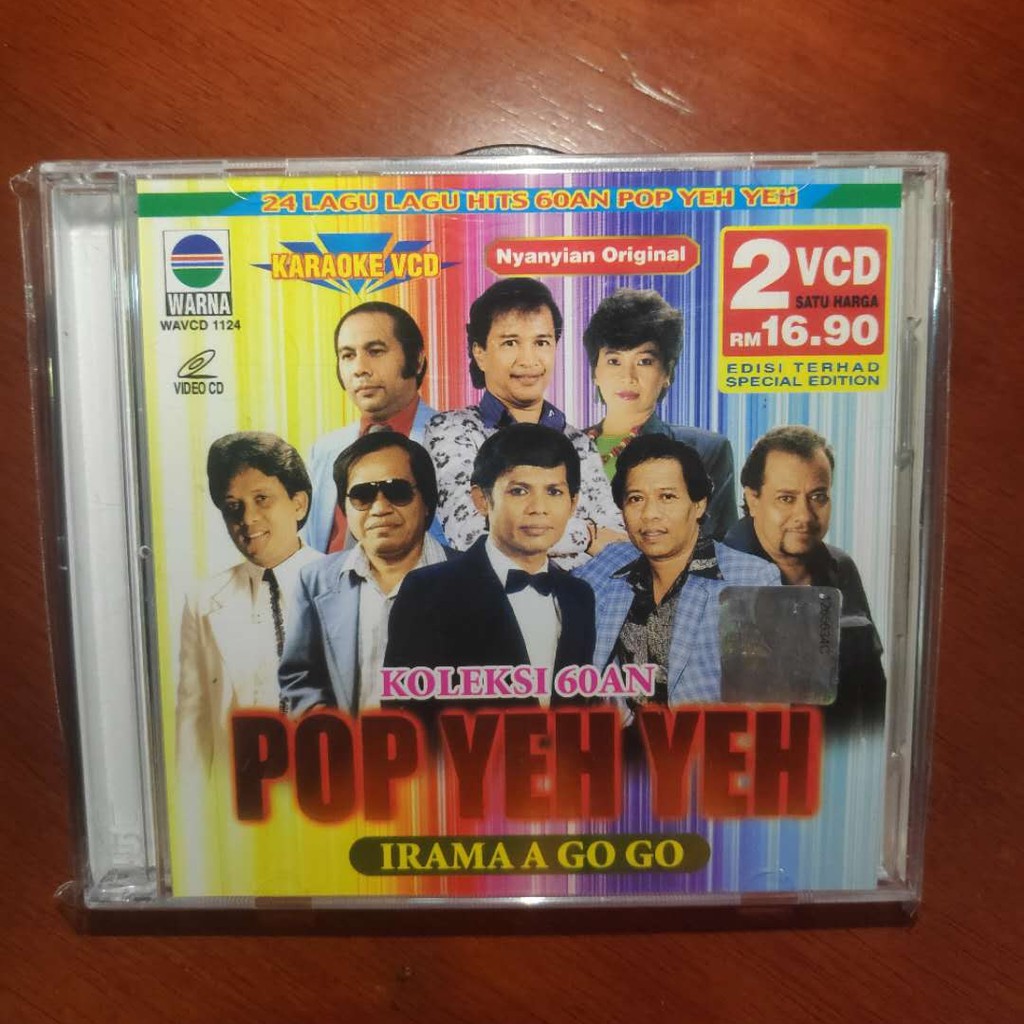 24 LAGU LAGU HITS 60AN POP YEH YEH
WARNA
WAVCD 1124
VIDEO CD
KARAOKE VCD
Nyanyian Original
2 VCD
SATU HARGA
RM16.90
EDISI TERHAD
SPECIAL EDITION
KOLEKSI 60AN
POP YEH YEH
IRAMA A GO GO